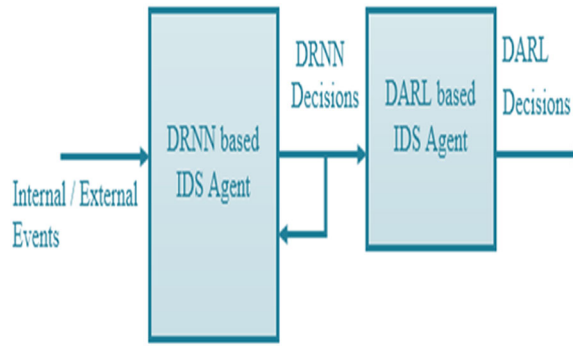 Internal / External
Events
DRNN based
IDS Agent
DRNN
Decisions
DARL based
IDS Agent
DARL
Decisions